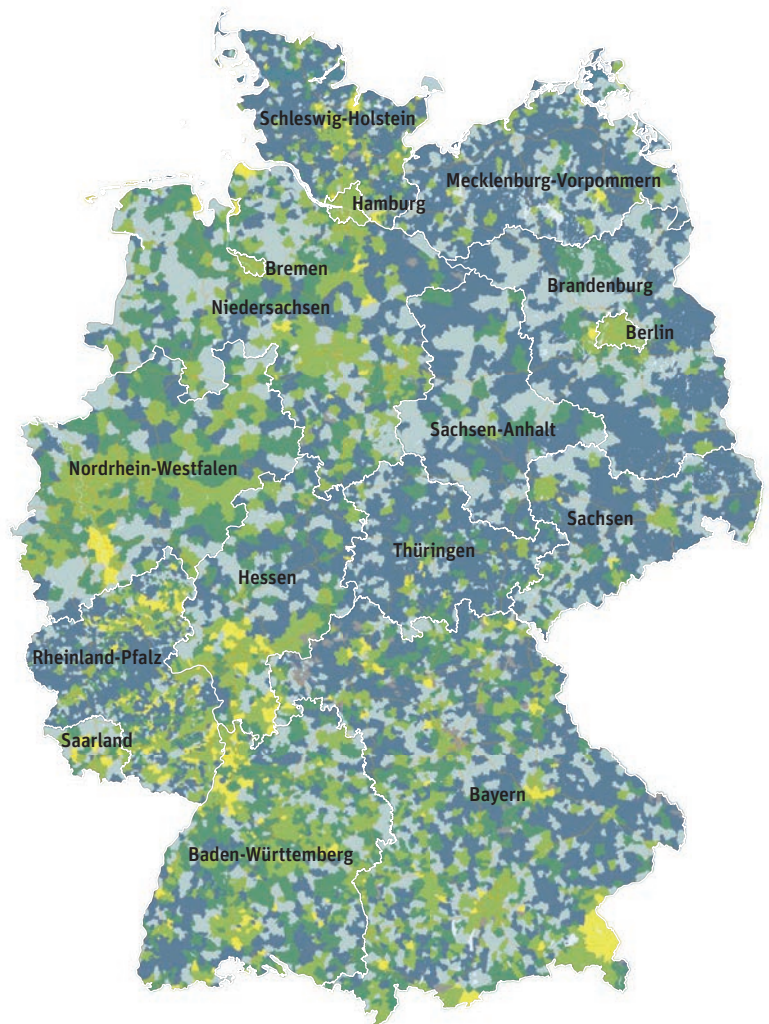 Schleswig-Holstein
Mecklenburg-Vorpommern
Hamburg
Bremen
Brandenburg
Niedersachsen
Berlin
Sachsen-Anhalt
Nordrhein-Westfalen
Sachsen
Thüringen
Hessen
Rheinland-Pfalz
Saarland
Bayern
Baden-Württemberg